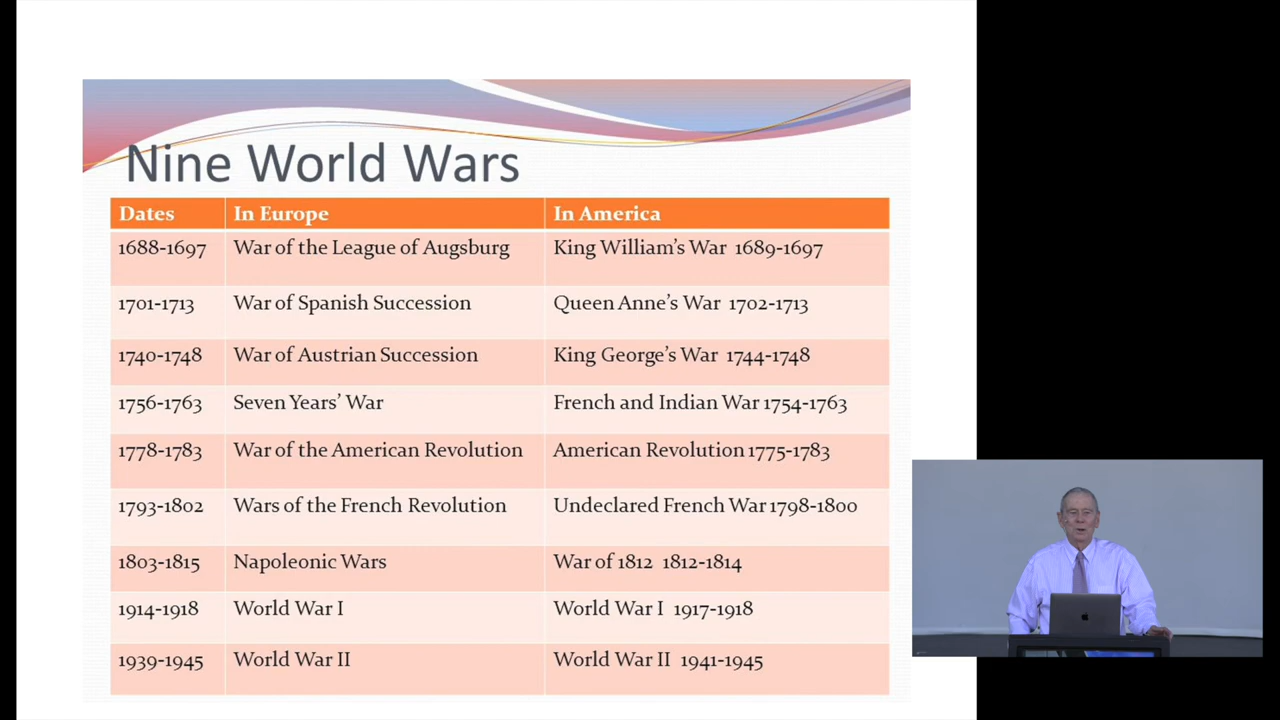 Nine World Wars
Dates In Europe In America
1688-1697 War of the League of Augsburg King William's War 1689-1697
1701-1713 War of Spanish Succession Queen Anne's War 1702-1713
1740-1748 War of Austrian Succession King George's War 1744-1748
1756-1763 Seven Years' War French and Indian War 1754-1763
1778-1783 War of the American Revolution American Revolution 1775-1783
1793-1802 Wars of the French Revolution Undeclared French War 1798-1800
1803-1815 Napoleonic Wars War of 1812 1812-1814
1914-1918 World War I World War I 1917-1918
1939-1945 World War II World War II 1941-1945